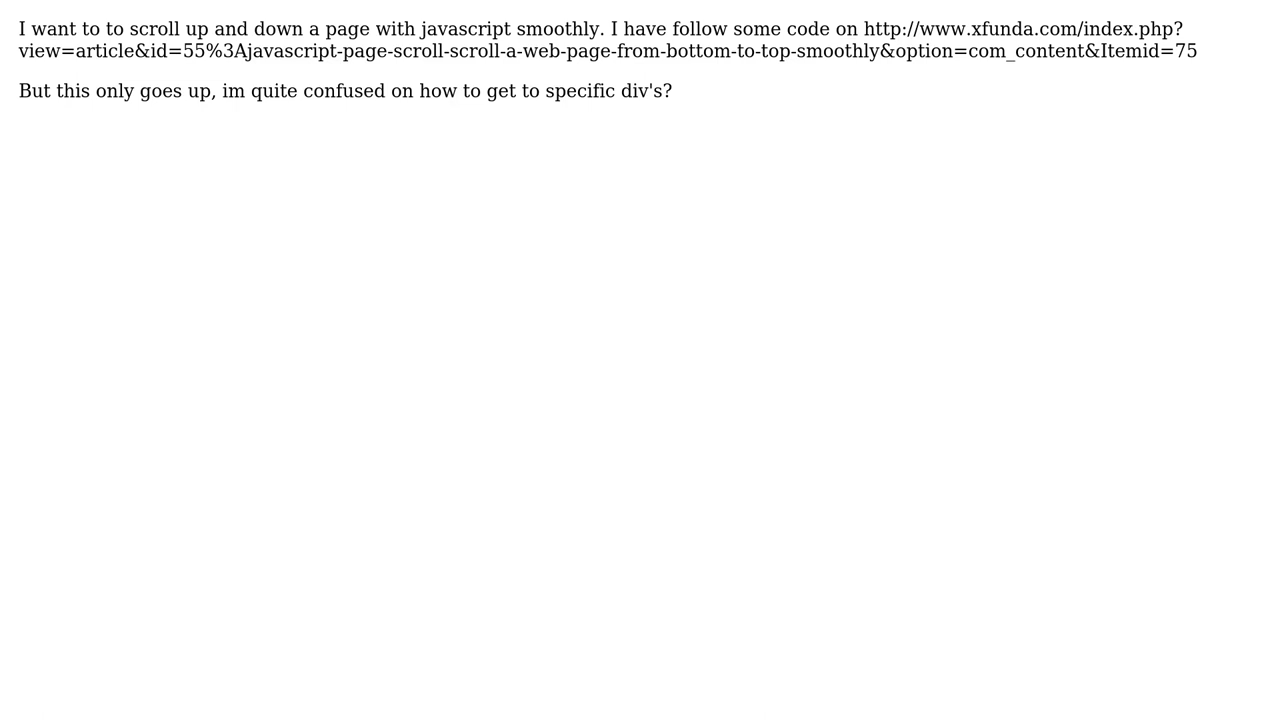 I want to to scroll up and down a page with javascript smoothly. I have follow some code on http://www.xfunda.com/index.php?
view=article&id=55%3Ajavascript-page-scroll-scroll-a-web-page-from-bottom-to-top-smoothly&option=com_content&Itemid=75
But this only goes up, im quite confused on how to get to specific div's?